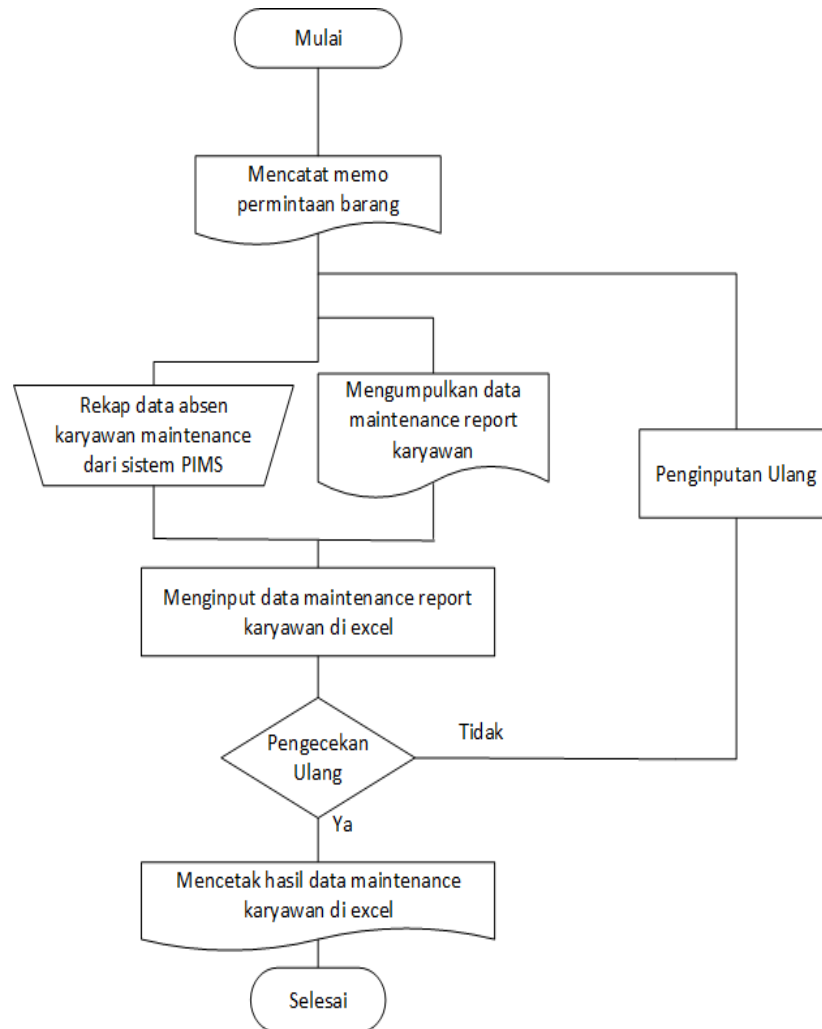 Mulai
Mencatat memo
permintaan barang
Rekap data absen
karyawan maintenance
dari sistem PIMS
Mengumpulkan data
maintenance report
karyawan
Penginputan Ulang
Menginput data maintenance report
karyawan di excel
Pengecekan
Ulang
Tidak
Ya
Mencetak hasil data maintenance
karyawan di excel
Selesai